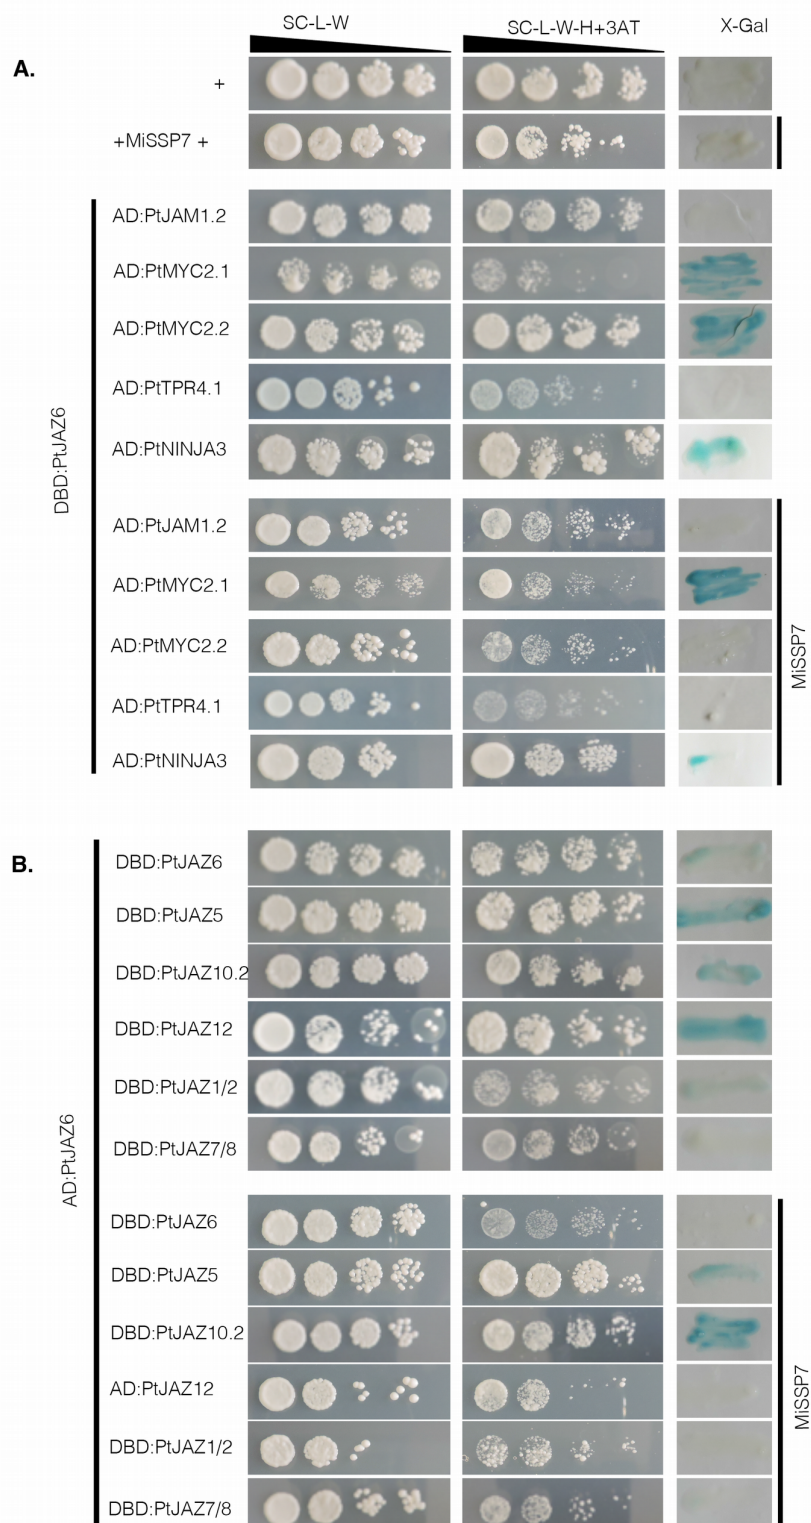 SC-L-W SC-L-W-H+3AT X-Gal
A.
+
+MiSSP7 +
AD:PtJAM1.2
AD:PtMYC2.1
AD:PtMYC2.2
AD:PtTPR4.1
AD:PtNINJA3
DBD:PtJAZ6
AD:PtJAM1.2
AD:PtMYC2.1
AD:PtMYC2.2
AD:PtTPR4.1
AD:PtNINJA3
MiSSP7
B.
DBD:PtJAZ6
DBD:PtJAZ5
DBD:PtJAZ10.2
DBD:PtJAZ12
DBD:PtJAZ1/2
DBD:PtJAZ7/8
AD:PtJAZ6
DBD:PtJAZ6
DBD:PtJAZ5
DBD:PtJAZ10.2
AD:PtJAZ12
DBD:PtJAZ1/2
DBD:PtJAZ7/8
MiSSP7